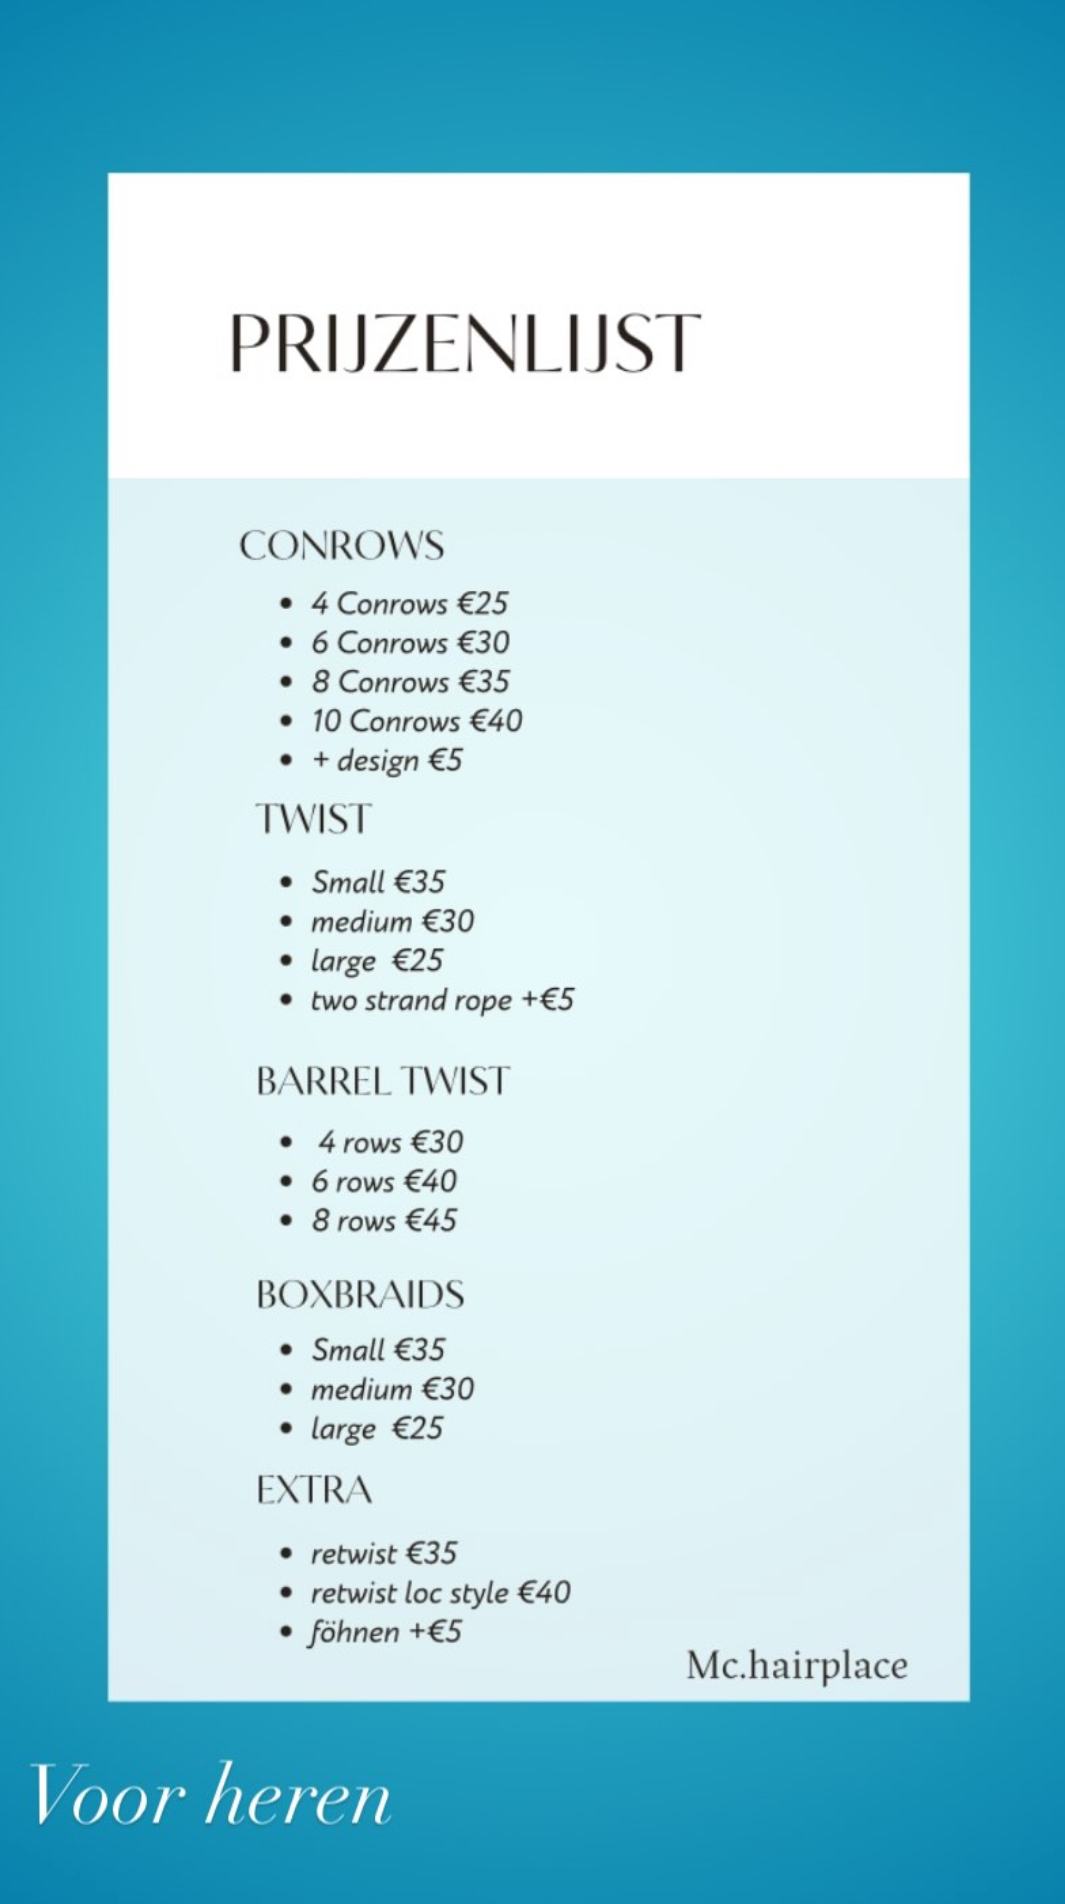 PRIJZENLIJST
CONROWS
• 4 Conrows €25
• 6 Conrows €30
• 8 Conrows €35
• 10 Conrows €40
• + design €5
TWIST
• Small €35
• medium €30
• large €25
• two strand rope +€5
BARREL TWIST
• 4 rows €30
• 6 rows €40
• 8 rows €45
BOXBRAIDS
• Small €35
• medium €30
• large €25
EXTRA
• retwist €35
• retwist loc style €40
• föhnen +€5
Mc.hairplace
Voor heren